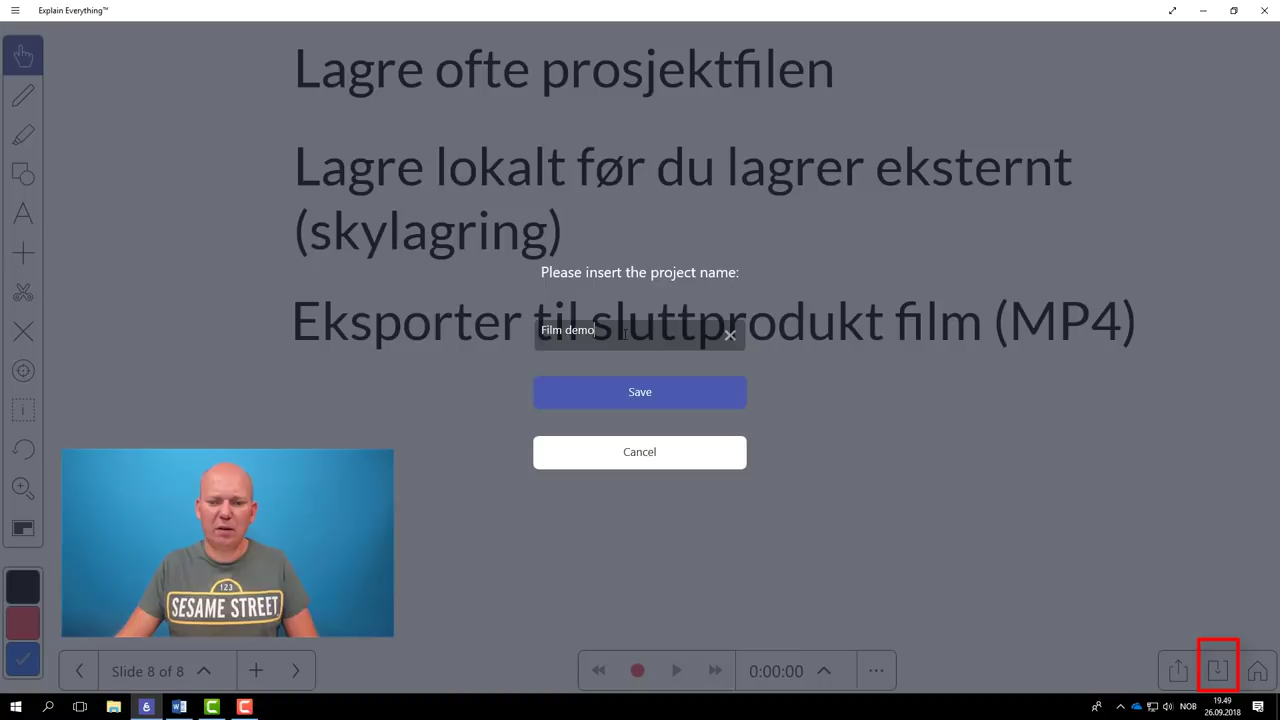 Explain Everything™
Lagre ofte prosjektfilen
Lagre lokalt før du lagrer eksternt
(skylagring)
Please insert the project name:
Eksporter til sluttprodukt film (MP4)
Film demo
Save
Cancel
123
SESAME STREET
Slide 8 of 8
0:00:00
NOB
19.49
26.09.2018